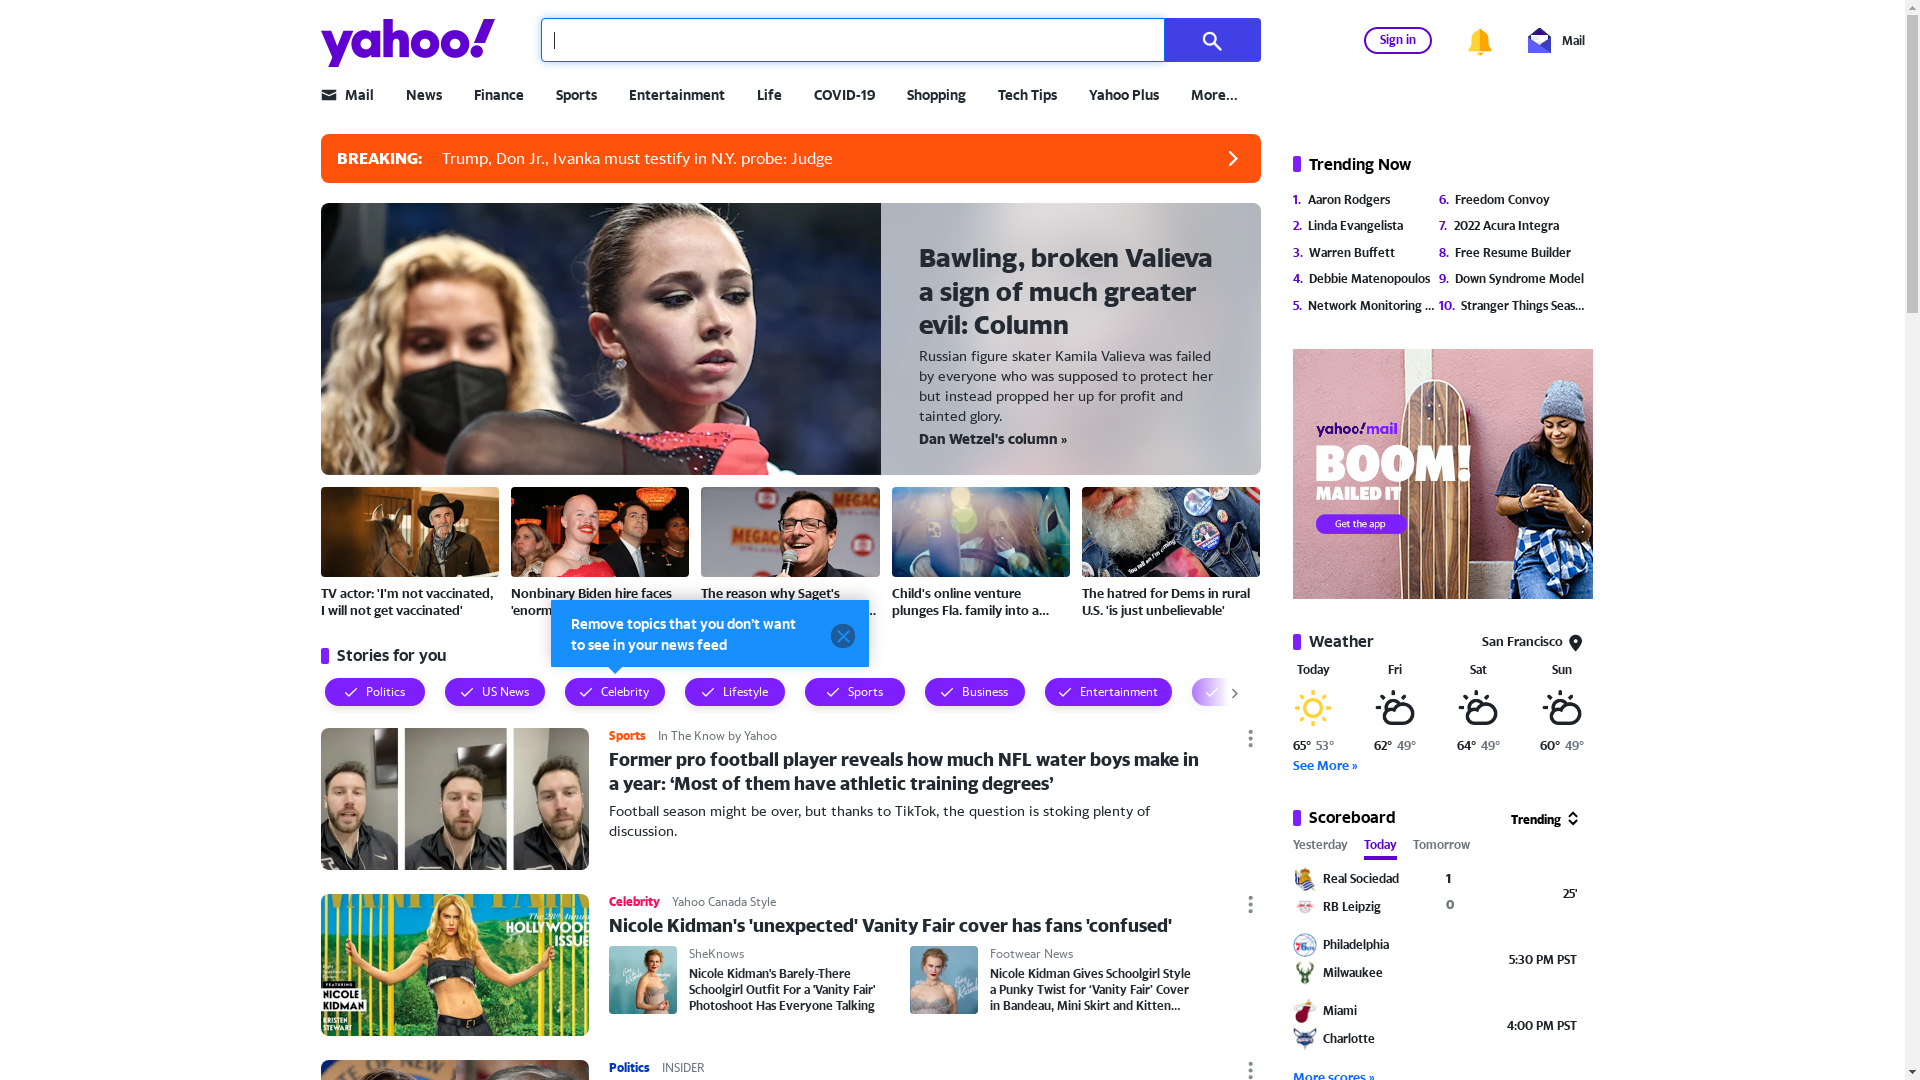 yahoo!
Sign in
Mail
Mail
News
Finance
Sports
Entertainment
Life
COVID-19
Shopping
Tech Tips
Yahoo Plus
More...
BREAKING: Trump, Don Jr., Ivanka must testify in N.Y. probe: Judge
Bawling, broken Valieva
a sign of much greater
evil: Column
Russian figure skater Kamila Valieva was failed
by everyone who was supposed to protect her
but instead propped her up for profit and
tainted glory.
Dan Wetzel's column »
TV actor: 'I'm not vaccinated,
I will not get vaccinated'
Nonbinary Biden hire faces
'enorm
The reason why Saget's
Child's online venture
plunges Fla. family into a...
The hatred for Dems in rural
U.S. 'is just unbelievable'
Remove topics that you don't want
to see in your news feed
Stories for you
Politics
US News
Celebrity
Lifestyle
Sports
Business
Entertainment
Sports In The Know by Yahoo
Former pro football player reveals how much NFL water boys make in
a year: ‘Most of them have athletic training degrees’
Football season might be over, but thanks to TikTok, the question is stoking plenty of
discussion.
The 28th Annual
HOLLYWOOD
ISSUE
FEATURING
NICOLE
KIDMAN
KRISTEN
STEWART
Celebrity Yahoo Canada Style
Nicole Kidman's 'unexpected' Vanity Fair cover has fans 'confused'
SheKnows
Nicole Kidman's Barely-There
Schoolgirl Outfit For a 'Vanity Fair'
Photoshoot Has Everyone Talking
Footwear News
Nicole Kidman Gives Schoolgirl Style
a Punky Twist for ‘Vanity Fair’ Cover
in Bandeau, Mini Skirt and Kitten...
Politics INSIDER
Trending Now
1. Aaron Rodgers
2. Linda Evangelista
3. Warren Buffett
4. Debbie Matenopoulos
5. Network Monitoring ...
6. Freedom Convoy
7. 2022 Acura Integra
8. Free Resume Builder
9. Down Syndrome Model
10. Stranger Things Seas...
yahoo!mail
BOOM!
MAILED IT
Get the app
Weather
San Francisco
Today
Fri
Sat
Sun
65° 53°
62° 49°
64° 49°
60° 49°
See More »
Scoreboard
Trending
Yesterday
Today
Tomorrow
Real Sociedad 1
RB Leipzig 0
25'
Philadelphia
Milwaukee
5:30 PM PST
Miami
Charlotte
4:00 PM PST
More scores »